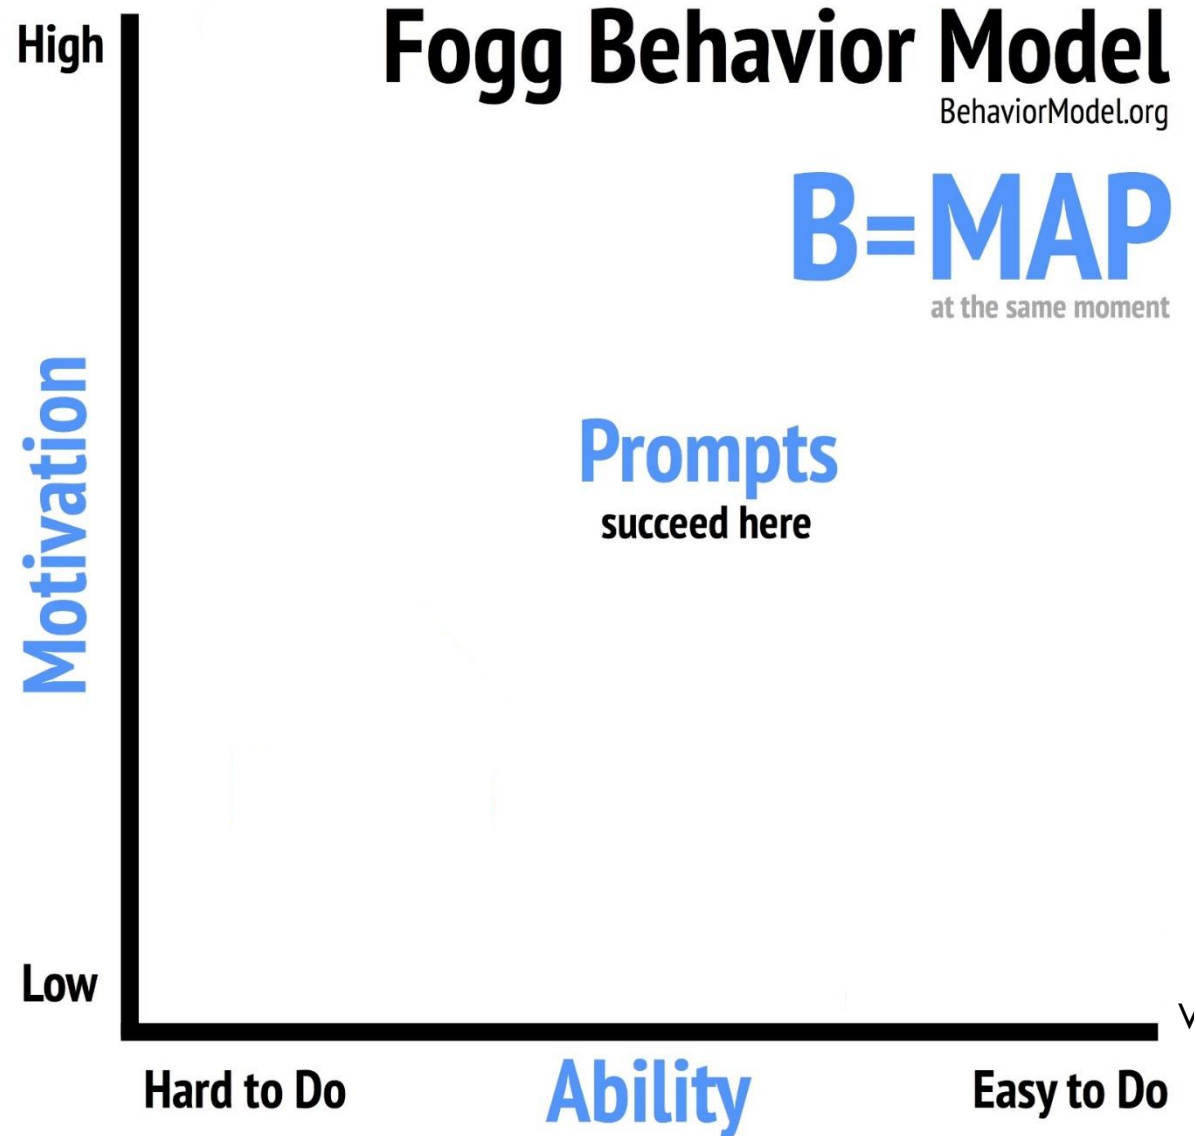 High
Fogg Behavior Model
BehaviorModel.org
B=MAP
at the same moment
Motivation
Prompts
succeed here
Low
Hard to Do
Ability
Easy to Do